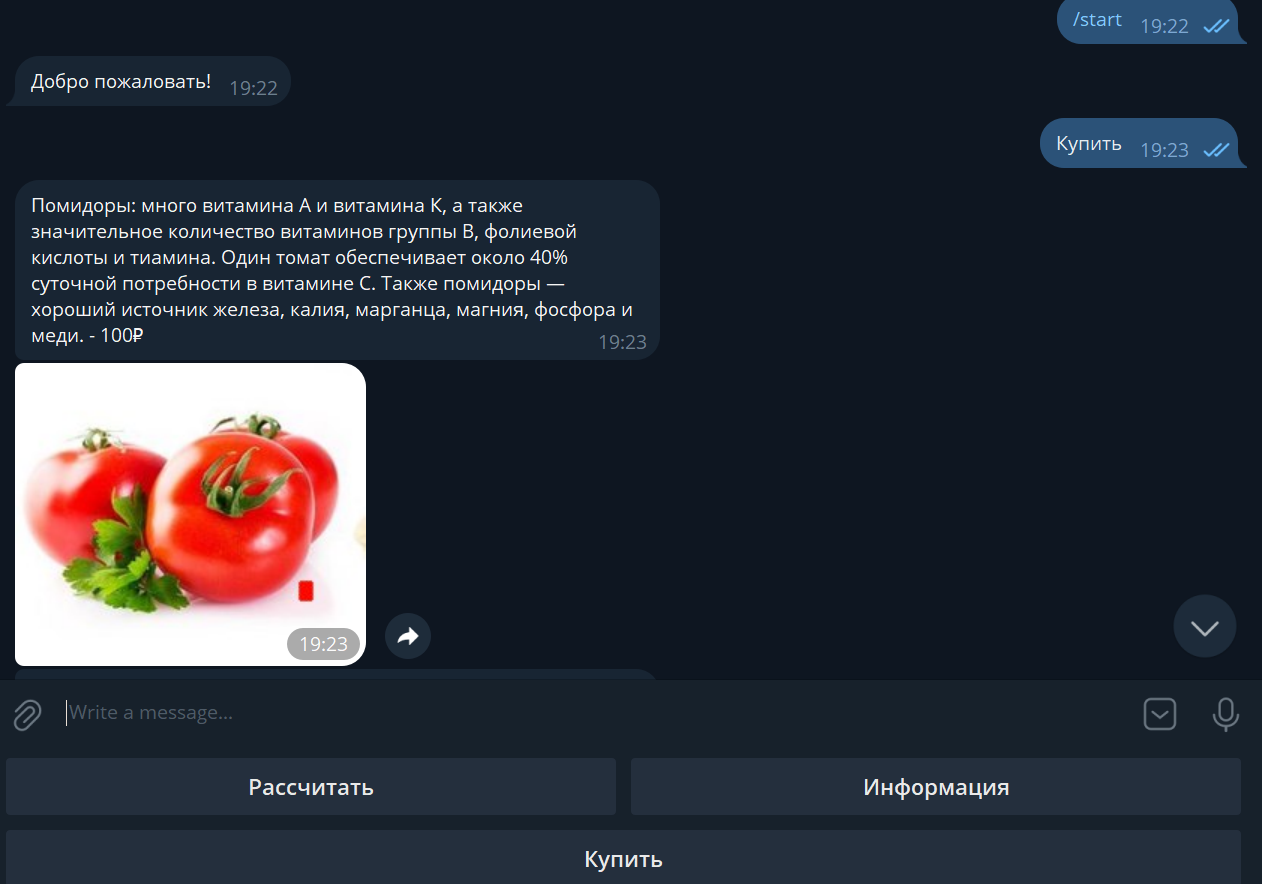 /start 19:22
Добро пожаловать! 19:22
Купить 19:23
Помидоры: много витамина А и витамина К, а также
значительное количество витаминов группы В, фолиевой
кислоты и тиамина. Один томат обеспечивает около 40%
суточной потребности в витамине С. Также помидоры —
хороший источник железа, калия, марганца, магния, фосфора и
меди. - 100₽
19:23
19:23
Write a message...
Рассчитать
Информация
Купить